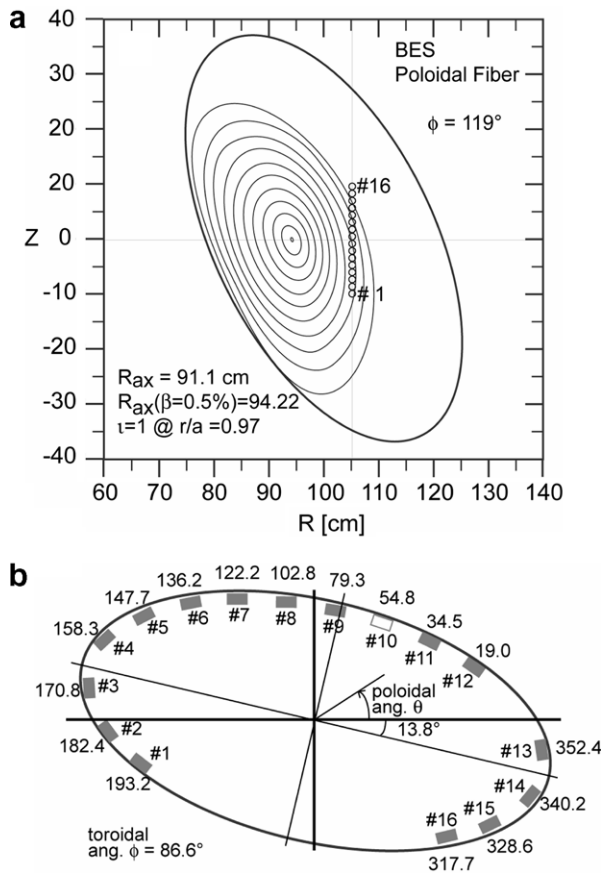 a
40
30
20
20
Z 0
-10
-20
-30
-40
60 70 80 90 100 110 120 130 140
R [cm]
BES
Poloidal Fiber
ϕ = 119°
#16
# 1
Rax = 91.1 cm
Rax(β=0.5%)=94.22
ι=1 @ r/a =0.97
b
193.2 #1
182.4 #2
170.8 #3
158.3 #4
147.7 #5
136.2 #6
122.2 #7
102.8 #8
79.3 #9
54.8 #10
34.5 #11
19.0 #12
poloidal
ang. θ
13.8°
#13 352.4
#14 340.2
#15 328.6
#16 317.7
toroidal
ang. ϕ = 86.6°